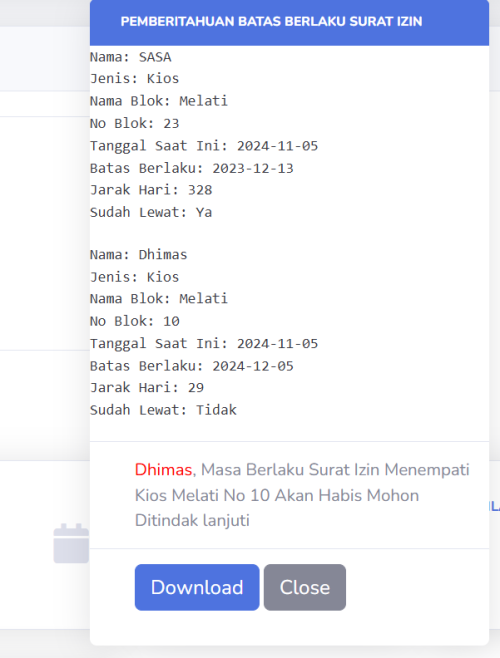 PEMBERITAHUAN BATAS BERLAKU SURAT IZIN
Nama: SASA
Jenis: Kios
Nama Blok: Melati
No Blok: 23
Tanggal Saat Ini: 2024-11-05
Batas Berlaku: 2023-12-13
Jarak Hari: 328
Sudah Lewat: Ya
Nama: Dhimas
Jenis: Kios
Nama Blok: Melati
No Blok: 10
Tanggal Saat Ini: 2024-11-05
Batas Berlaku: 2024-12-05
Jarak Hari: 29
Sudah Lewat: Tidak
Dhimas, Masa Berlaku Surat Izin Menempati
Kios Melati No 10 Akan Habis Mohon
Ditindak lanjuti
Download Close